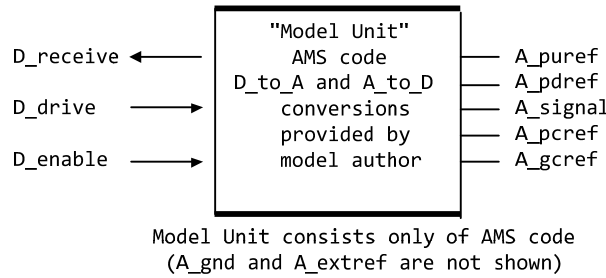 "Model Unit"
D_receive AMS code A_puref
D_to_A and A_to_D A_pdref
D_drive conversions A_signal
provided by A_pcref
D_enable model author A_gcref
Model Unit consists only of AMS code
(A_gnd and A_extref are not shown)